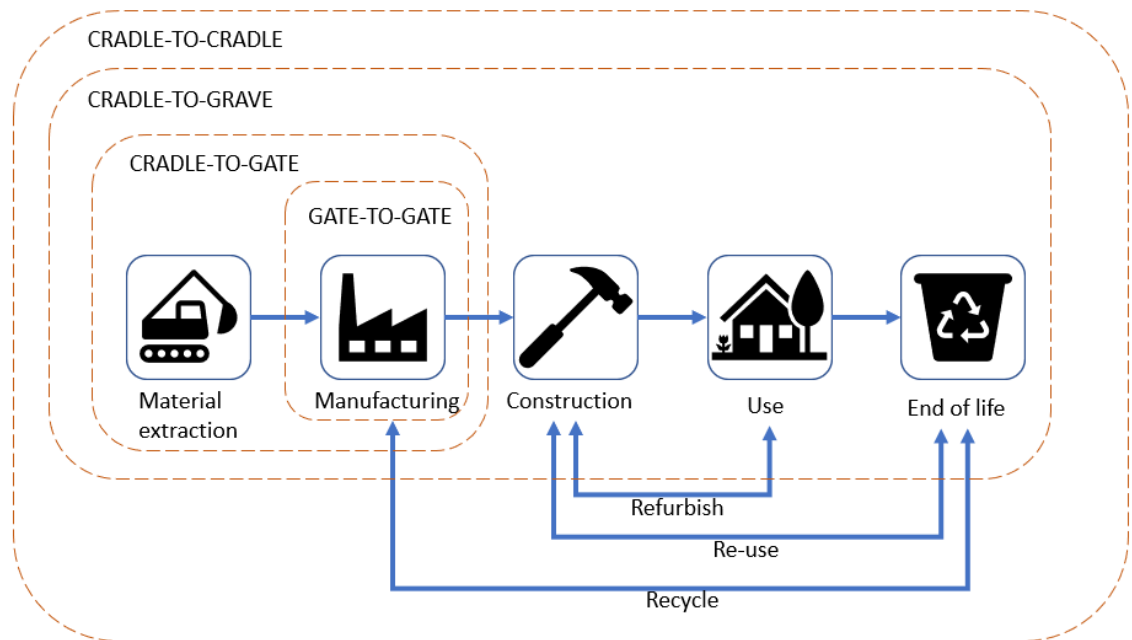 CRADLE-TO-CRADLE
CRADLE-TO-GRAVE
CRADLE-TO-GATE
GATE-TO-GATE
Material
extraction
Manufacturing
Construction
Use
End of life
Refurbish
Re-use
Recycle